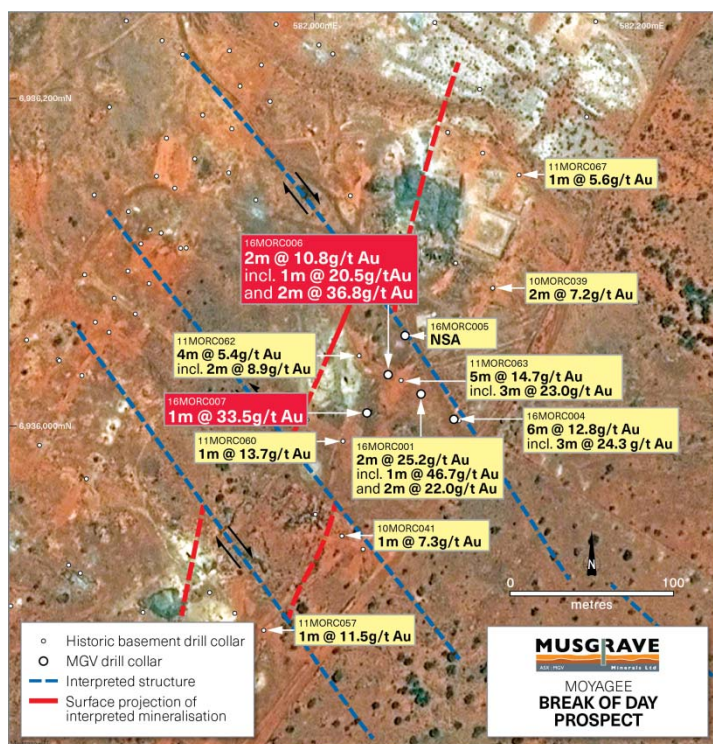 582,000mE
582,200mE
6,936,200mN
11MORC067
1m @ 5.6g/t Au
16MORC006
2m @ 10.8g/t Au
incl. 1m @ 20.5g/tAu
and 2m @ 36.8g/t Au
10MORC039
2m @ 7.2g/t Au
16MORC005
NSA
11MORC062
4m @ 5.4g/t Au
incl. 2m @ 8.9g/t Au
11MORC063
5m @ 14.7g/t Au
incl. 3m @ 23.0g/t Au
16MORC007
1m @ 33.5g/t Au
16MORC004
6m @ 12.8g/t Au
incl. 3m @ 24.3 g/t Au
6,936,000mN
11MORC060
1m @ 13.7g/t Au
16MORC001
2m @ 25.2g/t Au
incl. 1m @ 46.7g/t Au
and 2m @ 22.0g/t Au
10MORC041
1m @ 7.3g/t Au
N
0 100
metres
11MORC057
1m @ 11.5g/t Au
Historic basement drill collar
MGV drill collar
Interpreted structure
Surface projection of
interpreted mineralisation
MUSGRAVE
ASX : MGV Minerals Ltd
MOYAGEE
BREAK OF DAY
PROSPECT